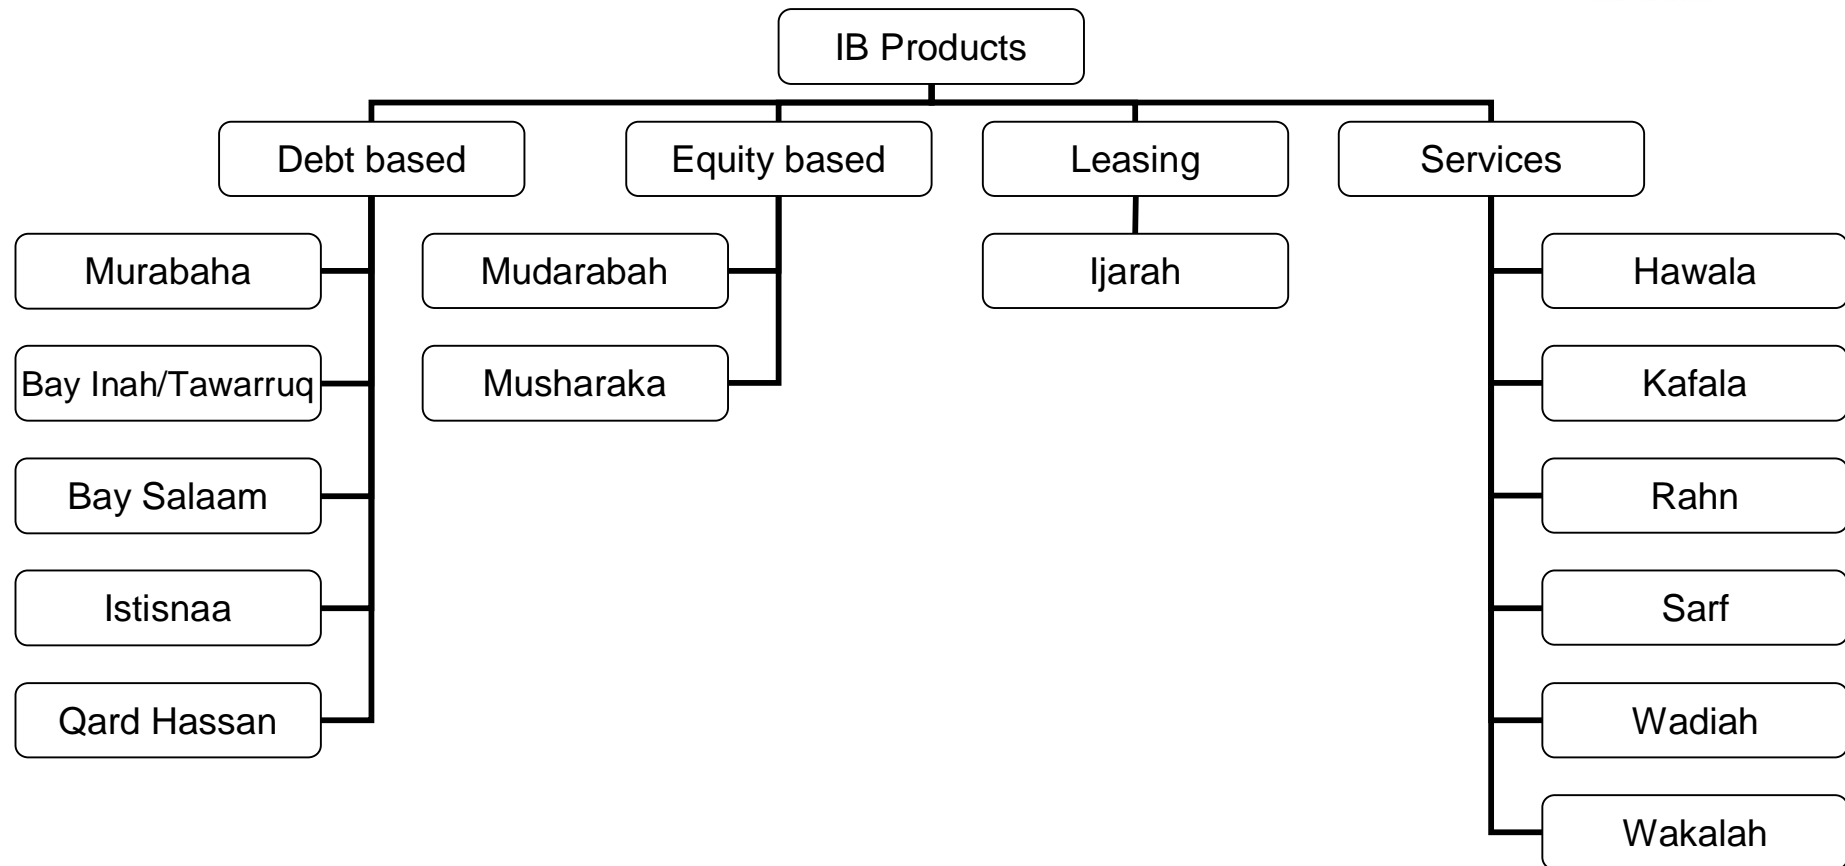 IB Products
Debt based
Equity based
Leasing
Services
Murabaha
Bay Inah/Tawarruq
Bay Salaam
Istisnaa
Qard Hassan
Mudarabah
Musharaka
Ijarah
Hawala
Kafala
Rahn
Sarf
Wadiah
Wakalah